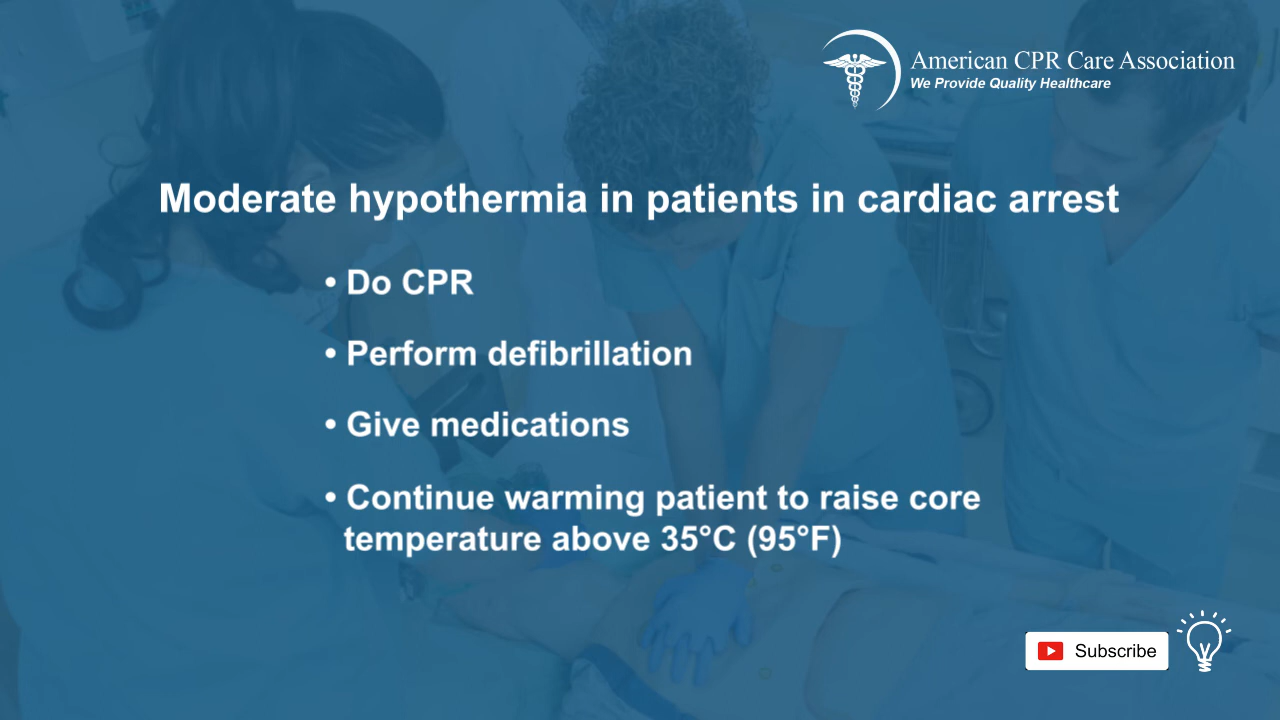 American CPR Care Association
We Provide Quality Healthcare
Moderate hypothermia in patients in cardiac arrest
• Do CPR
• Perform defibrillation
• Give medications
• Continue warming patient to raise core
temperature above 35°C (95°F)
Subscribe